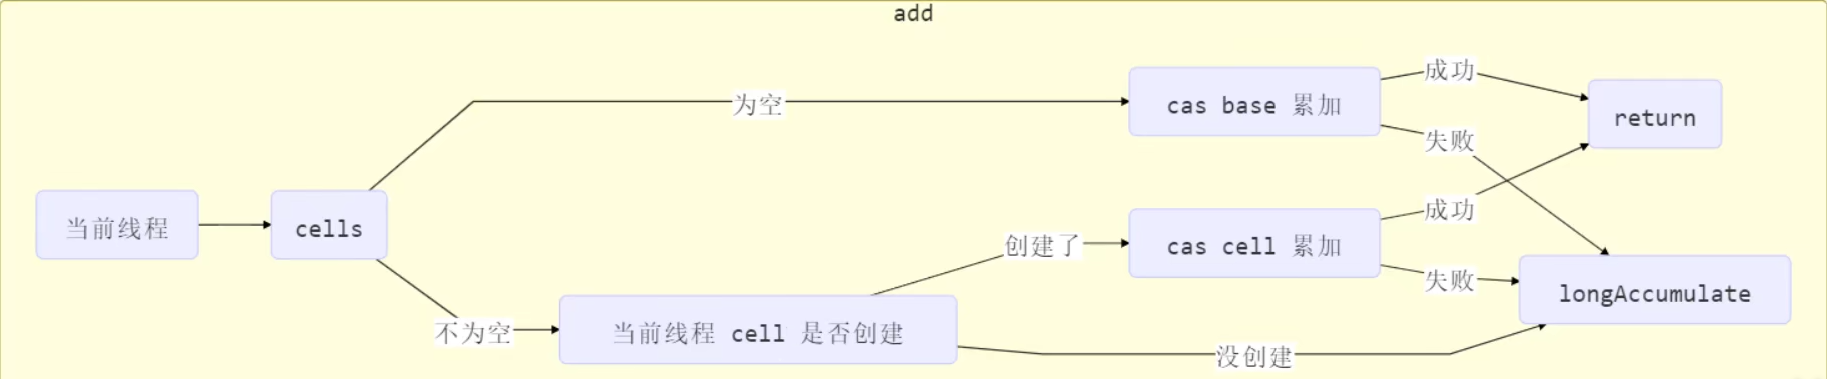 add
当前线程
cells
为空
不为空
当前线程 cell 是否创建
创建了
没创建
cas base 累加
成功
失败
cas cell 累加
成功
失败
return
longAccumulate